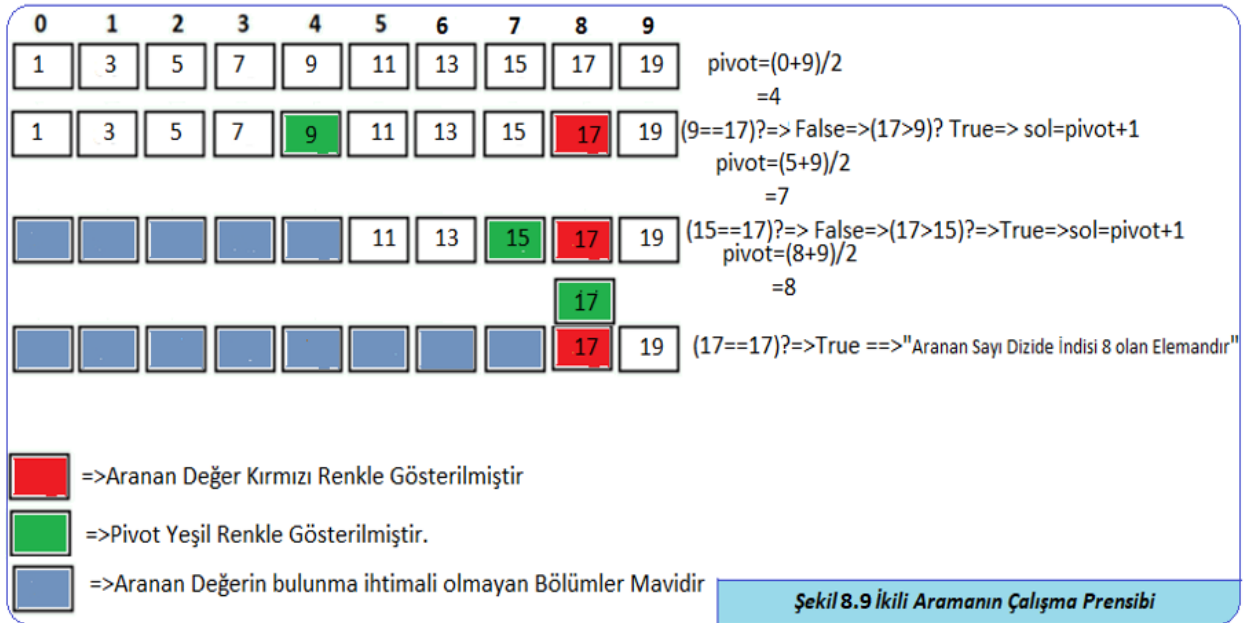 0 1 2 3 4 5 6 7 8 9
1 3 5 7 9 11 13 15 17 19 pivot=(0+9)/2
=4
1 3 5 7 9 11 13 15 17 19 (9==17)?=> False=>(17>9)? True=> sol=pivot+1
pivot=(5+9)/2
=7
11 13 15 17 19 (15==17)?=> False=>(17>15)?=>True=>sol=pivot+1
pivot=(8+9)/2
=8
17
17 19 (17==17)?=>True ==>"Aranan Sayı Dizide İndisi 8 olan Elemandır"
=>Aranan Değer Kırmızı Renkle Gösterilmiştir
=>Pivot Yeşil Renkle Gösterilmiştir.
=>Aranan Değerin bulunma ihtimali olmayan Bölümler Mavidir
Şekil 8.9 İkili Aramanın Çalışma Prensibi